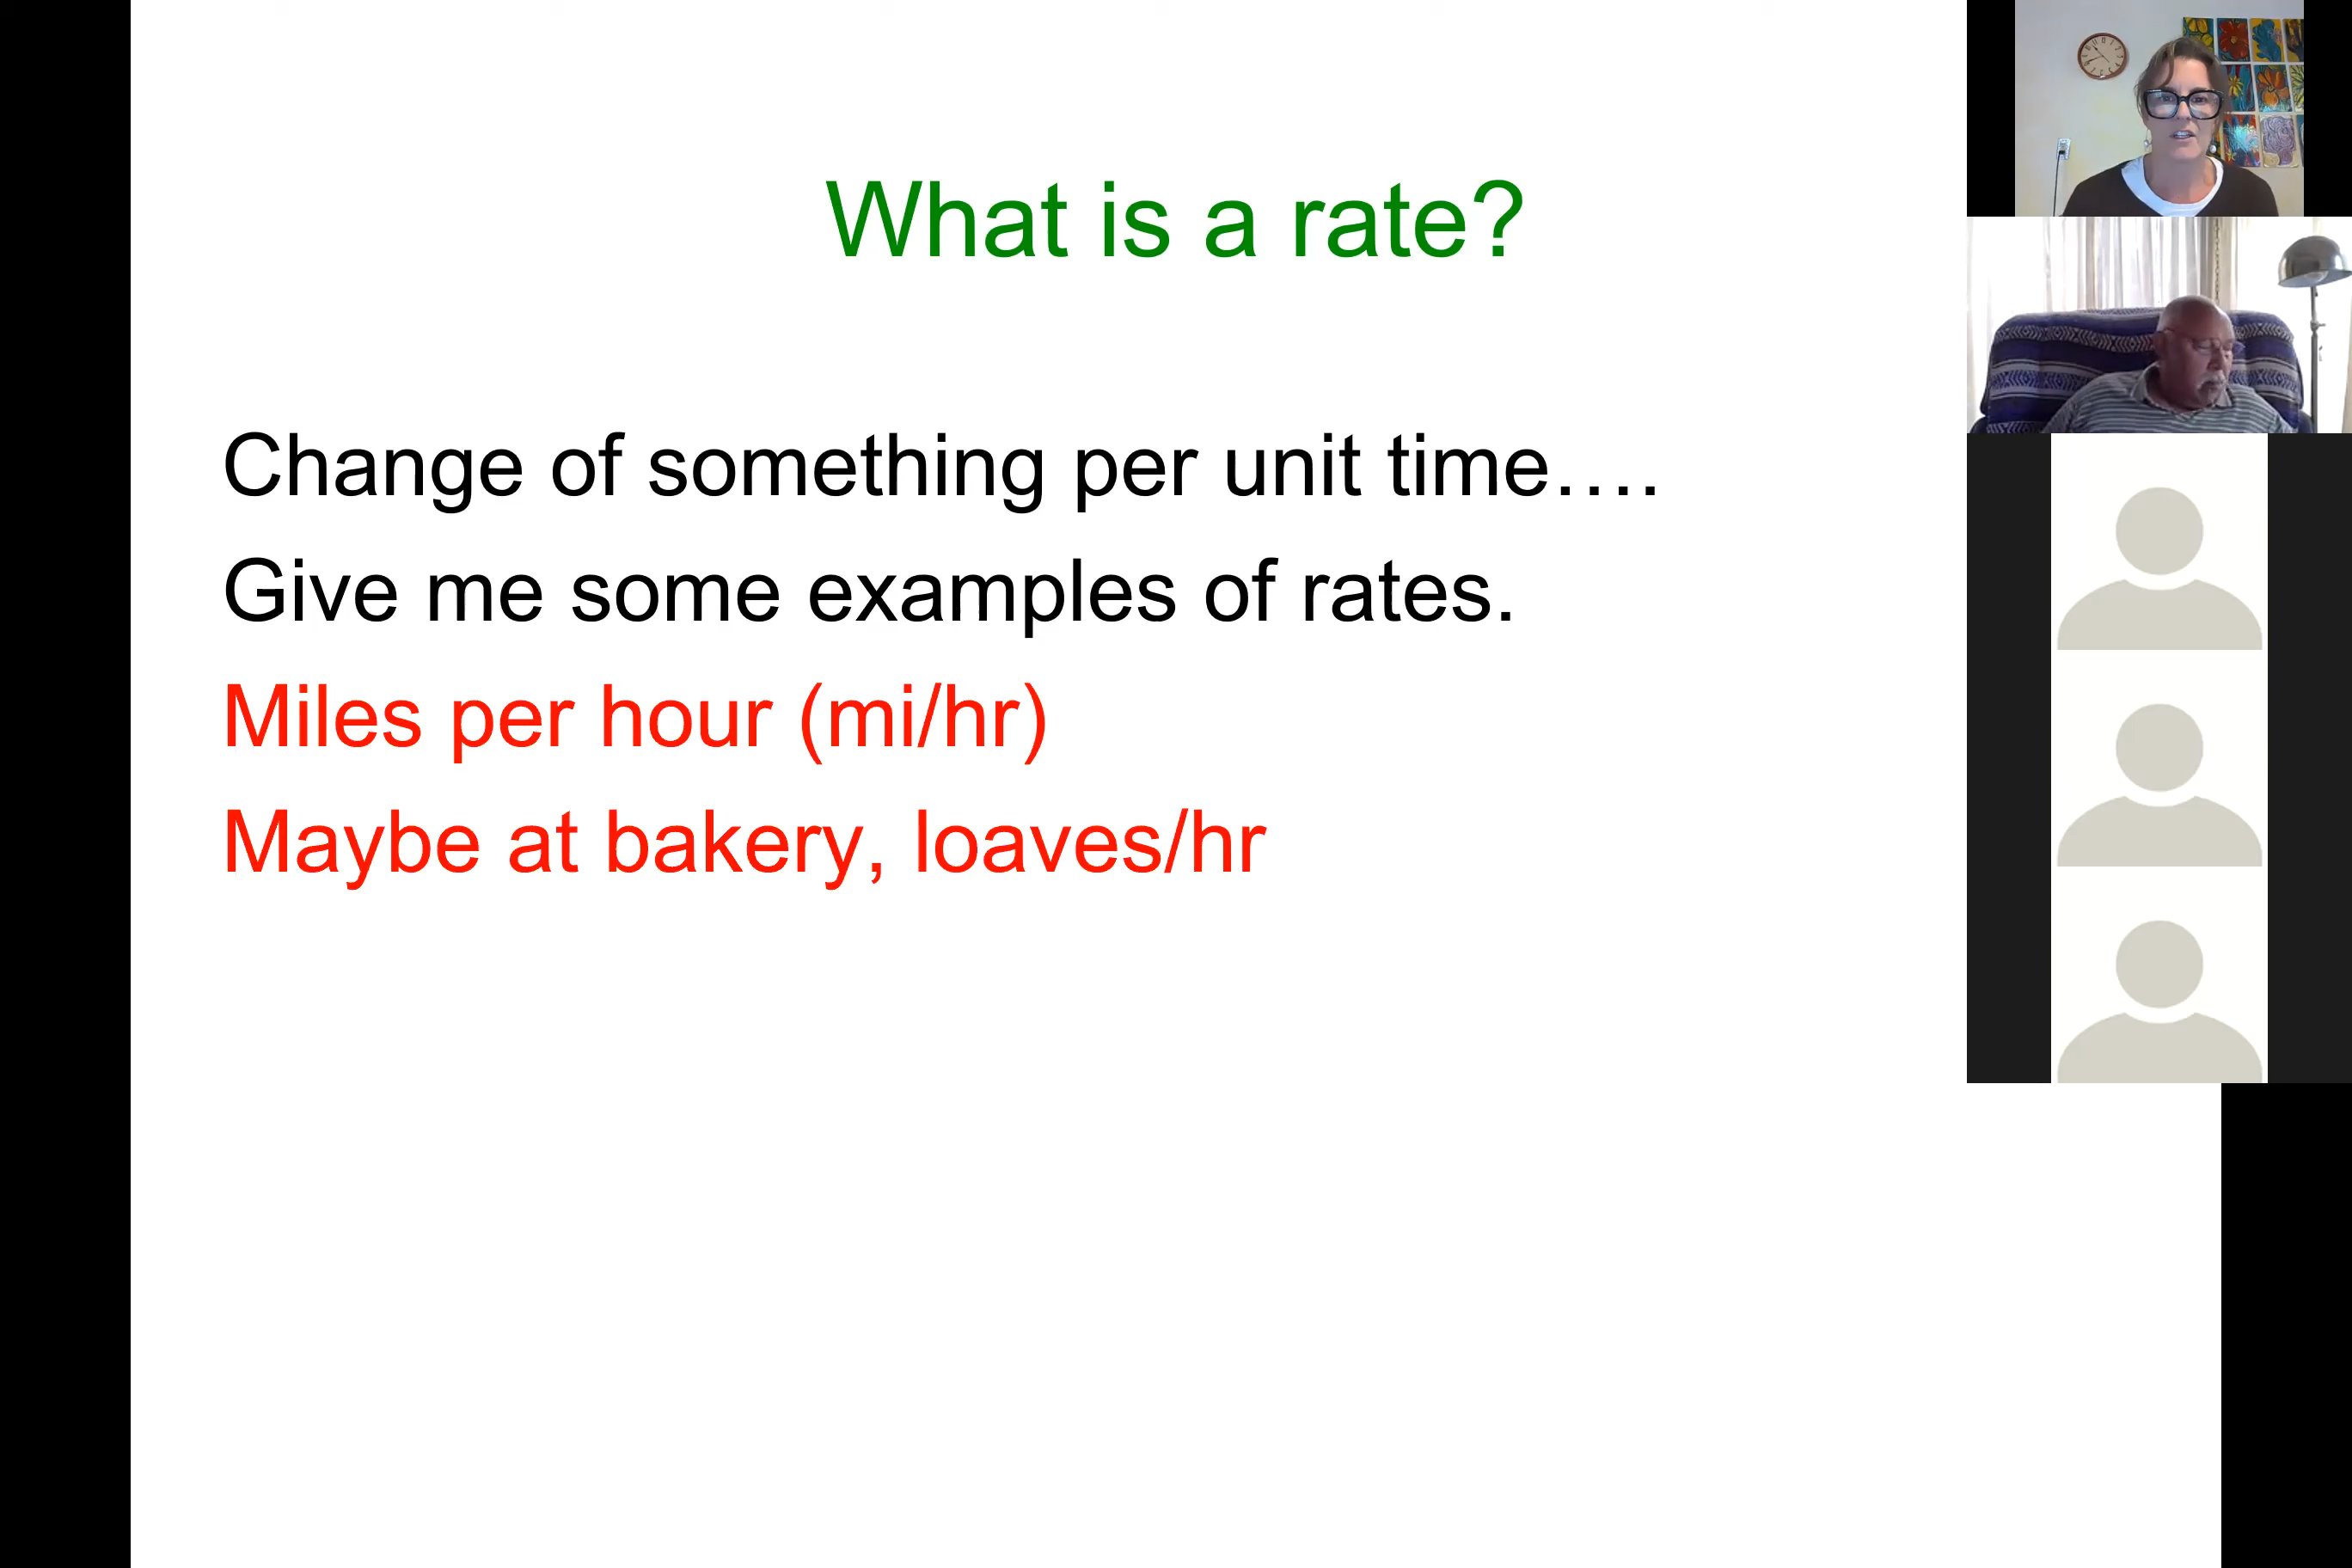 What is a rate?
Change of something per unit time....
Give me some examples of rates.
Miles per hour (mi/hr)
Maybe at bakery, loaves/hr